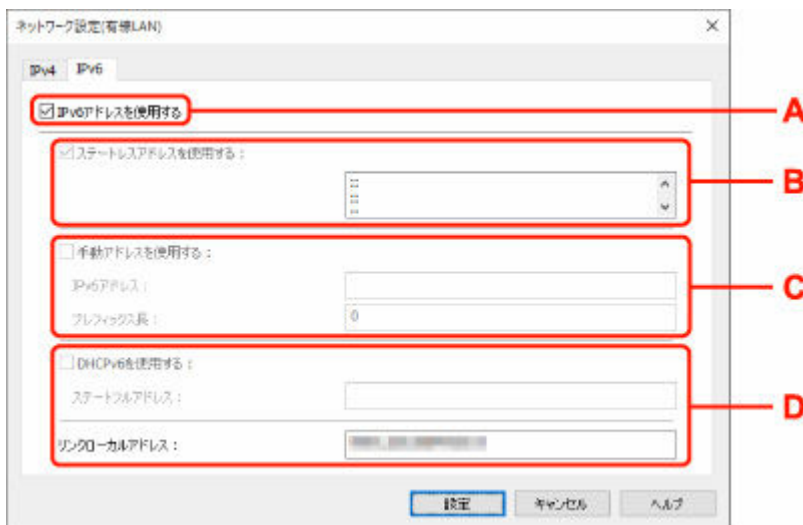 ネットワーク設定(有線LAN)
IPv4 IPv6
IPv6アドレスを使用する
A
ステートレスアドレスを使用する:
::
::
::
B
手動アドレスを使用する:
IPv6アドレス:
C
プレフィックス長: 0
DHCPv6を使用する:
ステートフルアドレス:
D
リンクローカルアドレス:
設定 キャンセル ヘルプ